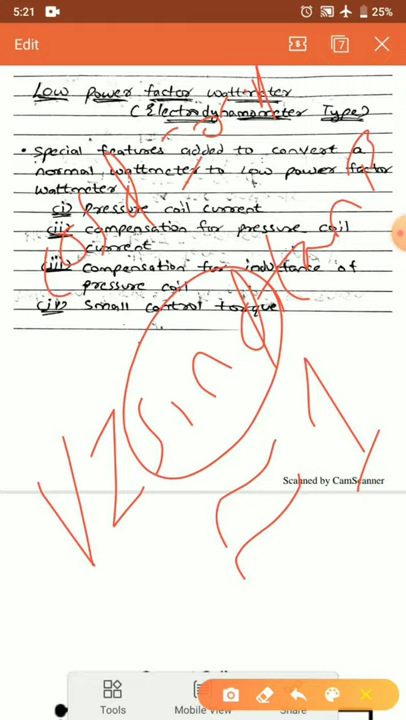 5:21
25%
Edit
7
Low Power factor wattmeter
(Electrodynamometer Type)
• Special features added to convert a
normal wattmeter to low power factor
wattmeter
(i) Pressure coil current
(ii) compensation for pressure coil
current
(iii) compensation for inductance of
pressure coil
(iv) Small control torque
Scanned by CamScanner
Tools
Mobile View
Share